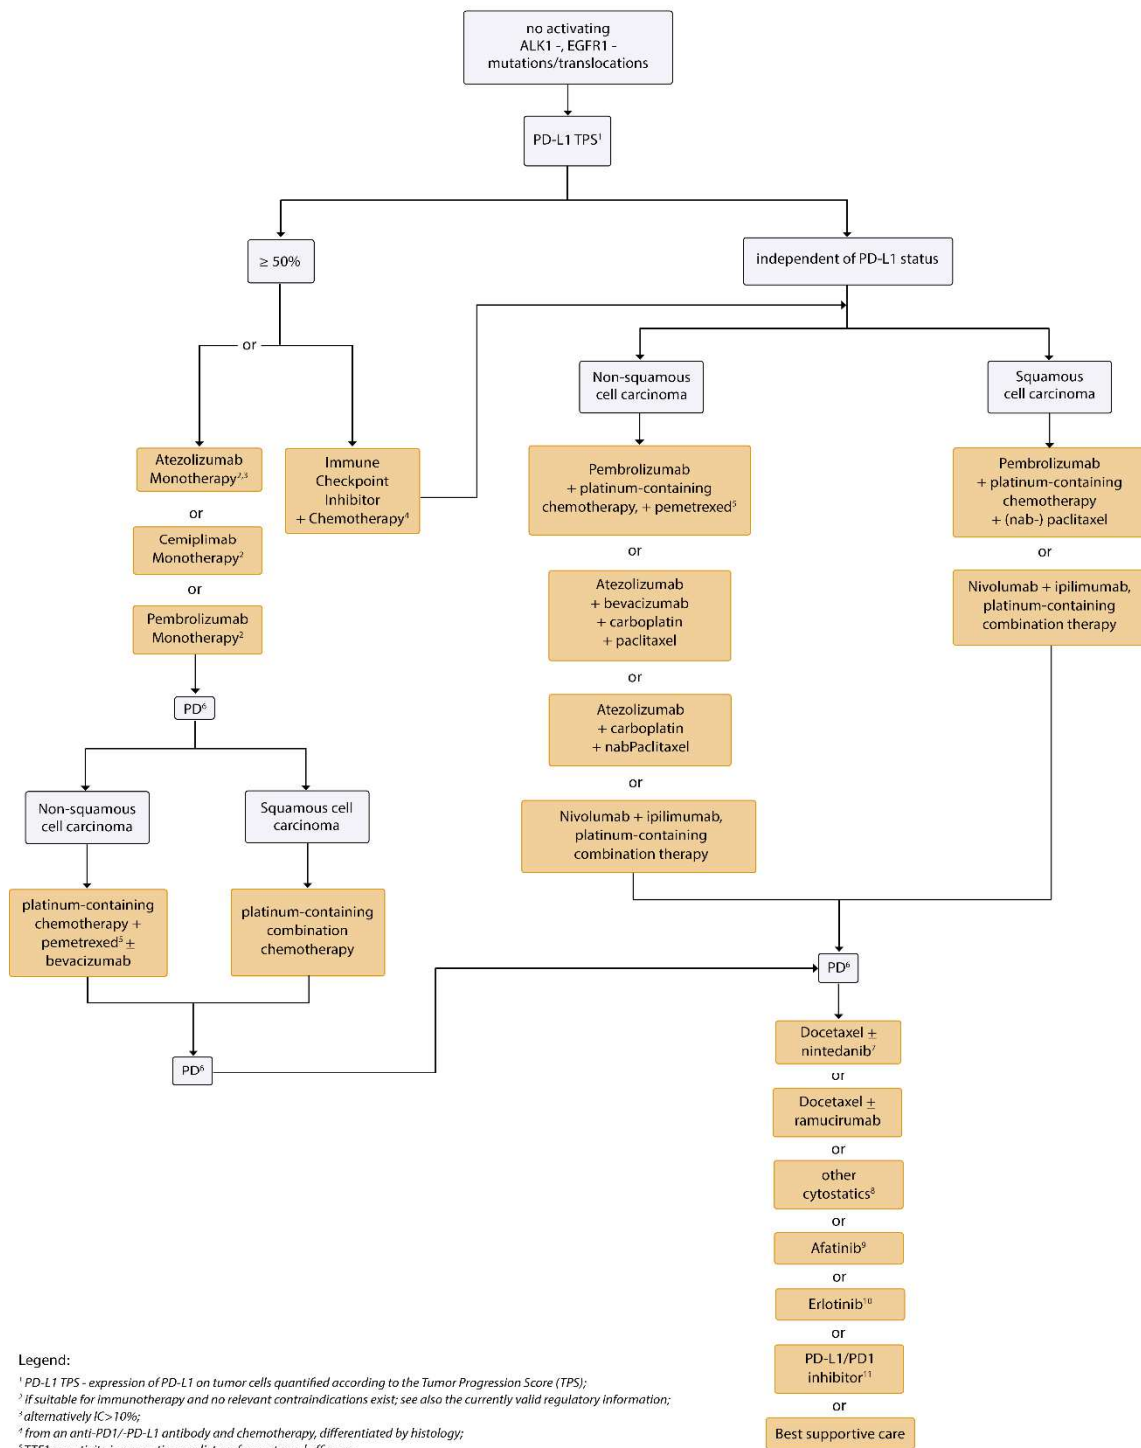 no activating
ALK1 -, EGFR1 -
mutations/translocations
PD-L1 TPS¹
≥ 50%
independent of PD-L1 status
or
Non-squamous
cell carcinoma
Squamous
cell carcinoma
Atezolizumab
Monotherapy²,³
or
Cemiplimab
Monotherapy²
or
Pembrolizumab
Monotherapy²
Immune
Checkpoint
Inhibitor
+ Chemotherapy⁴
Pembrolizumab
+ platinum-containing
chemotherapy, + pemetrexed⁵
or
Atezolizumab
+ bevacizumab
+ carboplatin
+ paclitaxel
or
Atezolizumab
+ carboplatin
+ nabPaclitaxel
or
Nivolumab + ipilimumab,
platinum-containing
combination therapy
Pembrolizumab
+ platinum-containing
chemotherapy
+ (nab-) paclitaxel
or
Nivolumab + ipilimumab,
platinum-containing
combination therapy
PD⁶
Non-squamous
cell carcinoma
Squamous cell
carcinoma
platinum-containing
chemotherapy +
pemetrexed⁵ ±
bevacizumab
platinum-containing
combination
chemotherapy
PD⁶
PD⁶
Docetaxel ±
nintedanib⁷
or
Docetaxel ±
ramucirumab
or
other
cytostatics⁸
or
Afatinib⁹
or
Erlotinib¹⁰
or
PD-L1/PD1
inhibitor¹¹
or
Best supportive care
Legend:
¹ PD-L1 TPS - expression of PD-L1 on tumor cells quantified according to the Tumor Progression Score (TPS);
² if suitable for immunotherapy and no relevant contraindications exist; see also the currently valid regulatory information;
³ alternatively IC>10%;
⁴ from an anti-PD1/-PD-L1 antibody and chemotherapy, differentiated by histology;